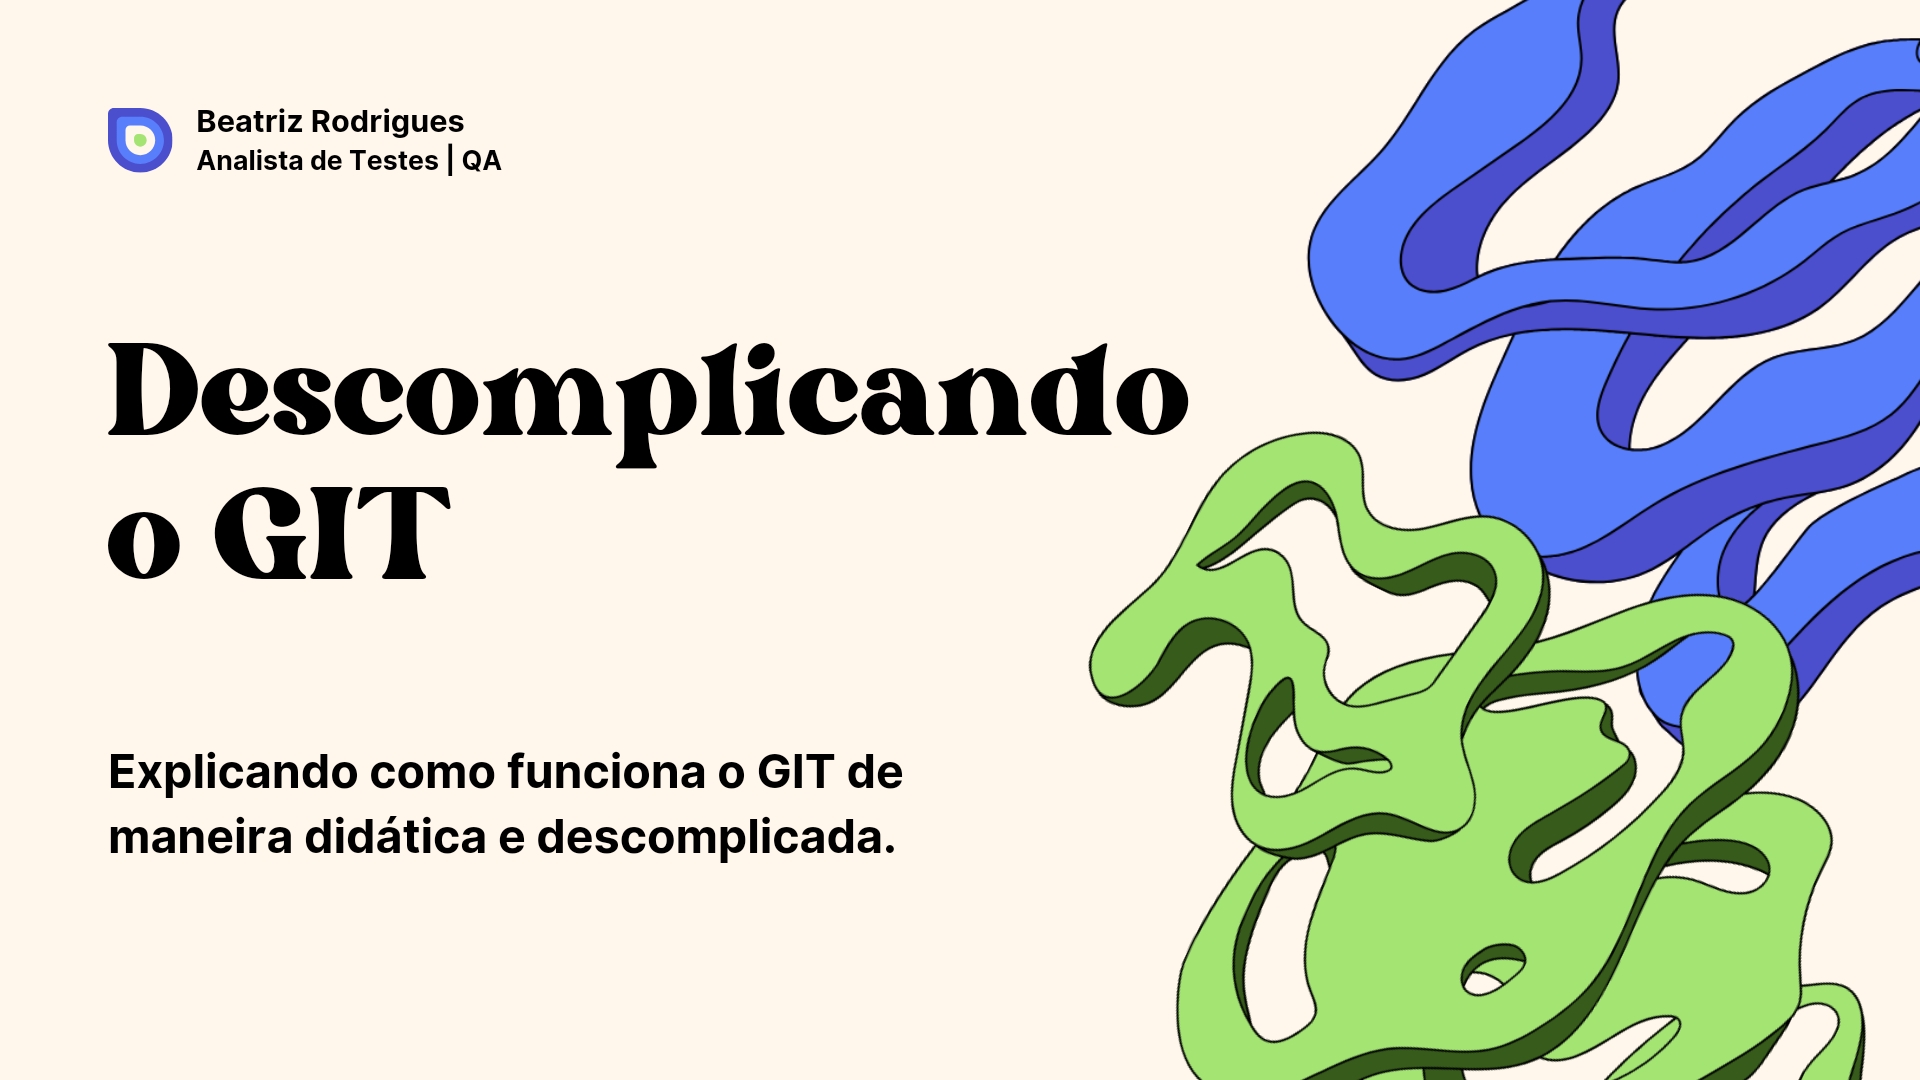 Beatriz Rodrigues
Analista de Testes | QA
Descomplicando
o GIT
Explicando como funciona o GIT de
maneira didática e descomplicada.